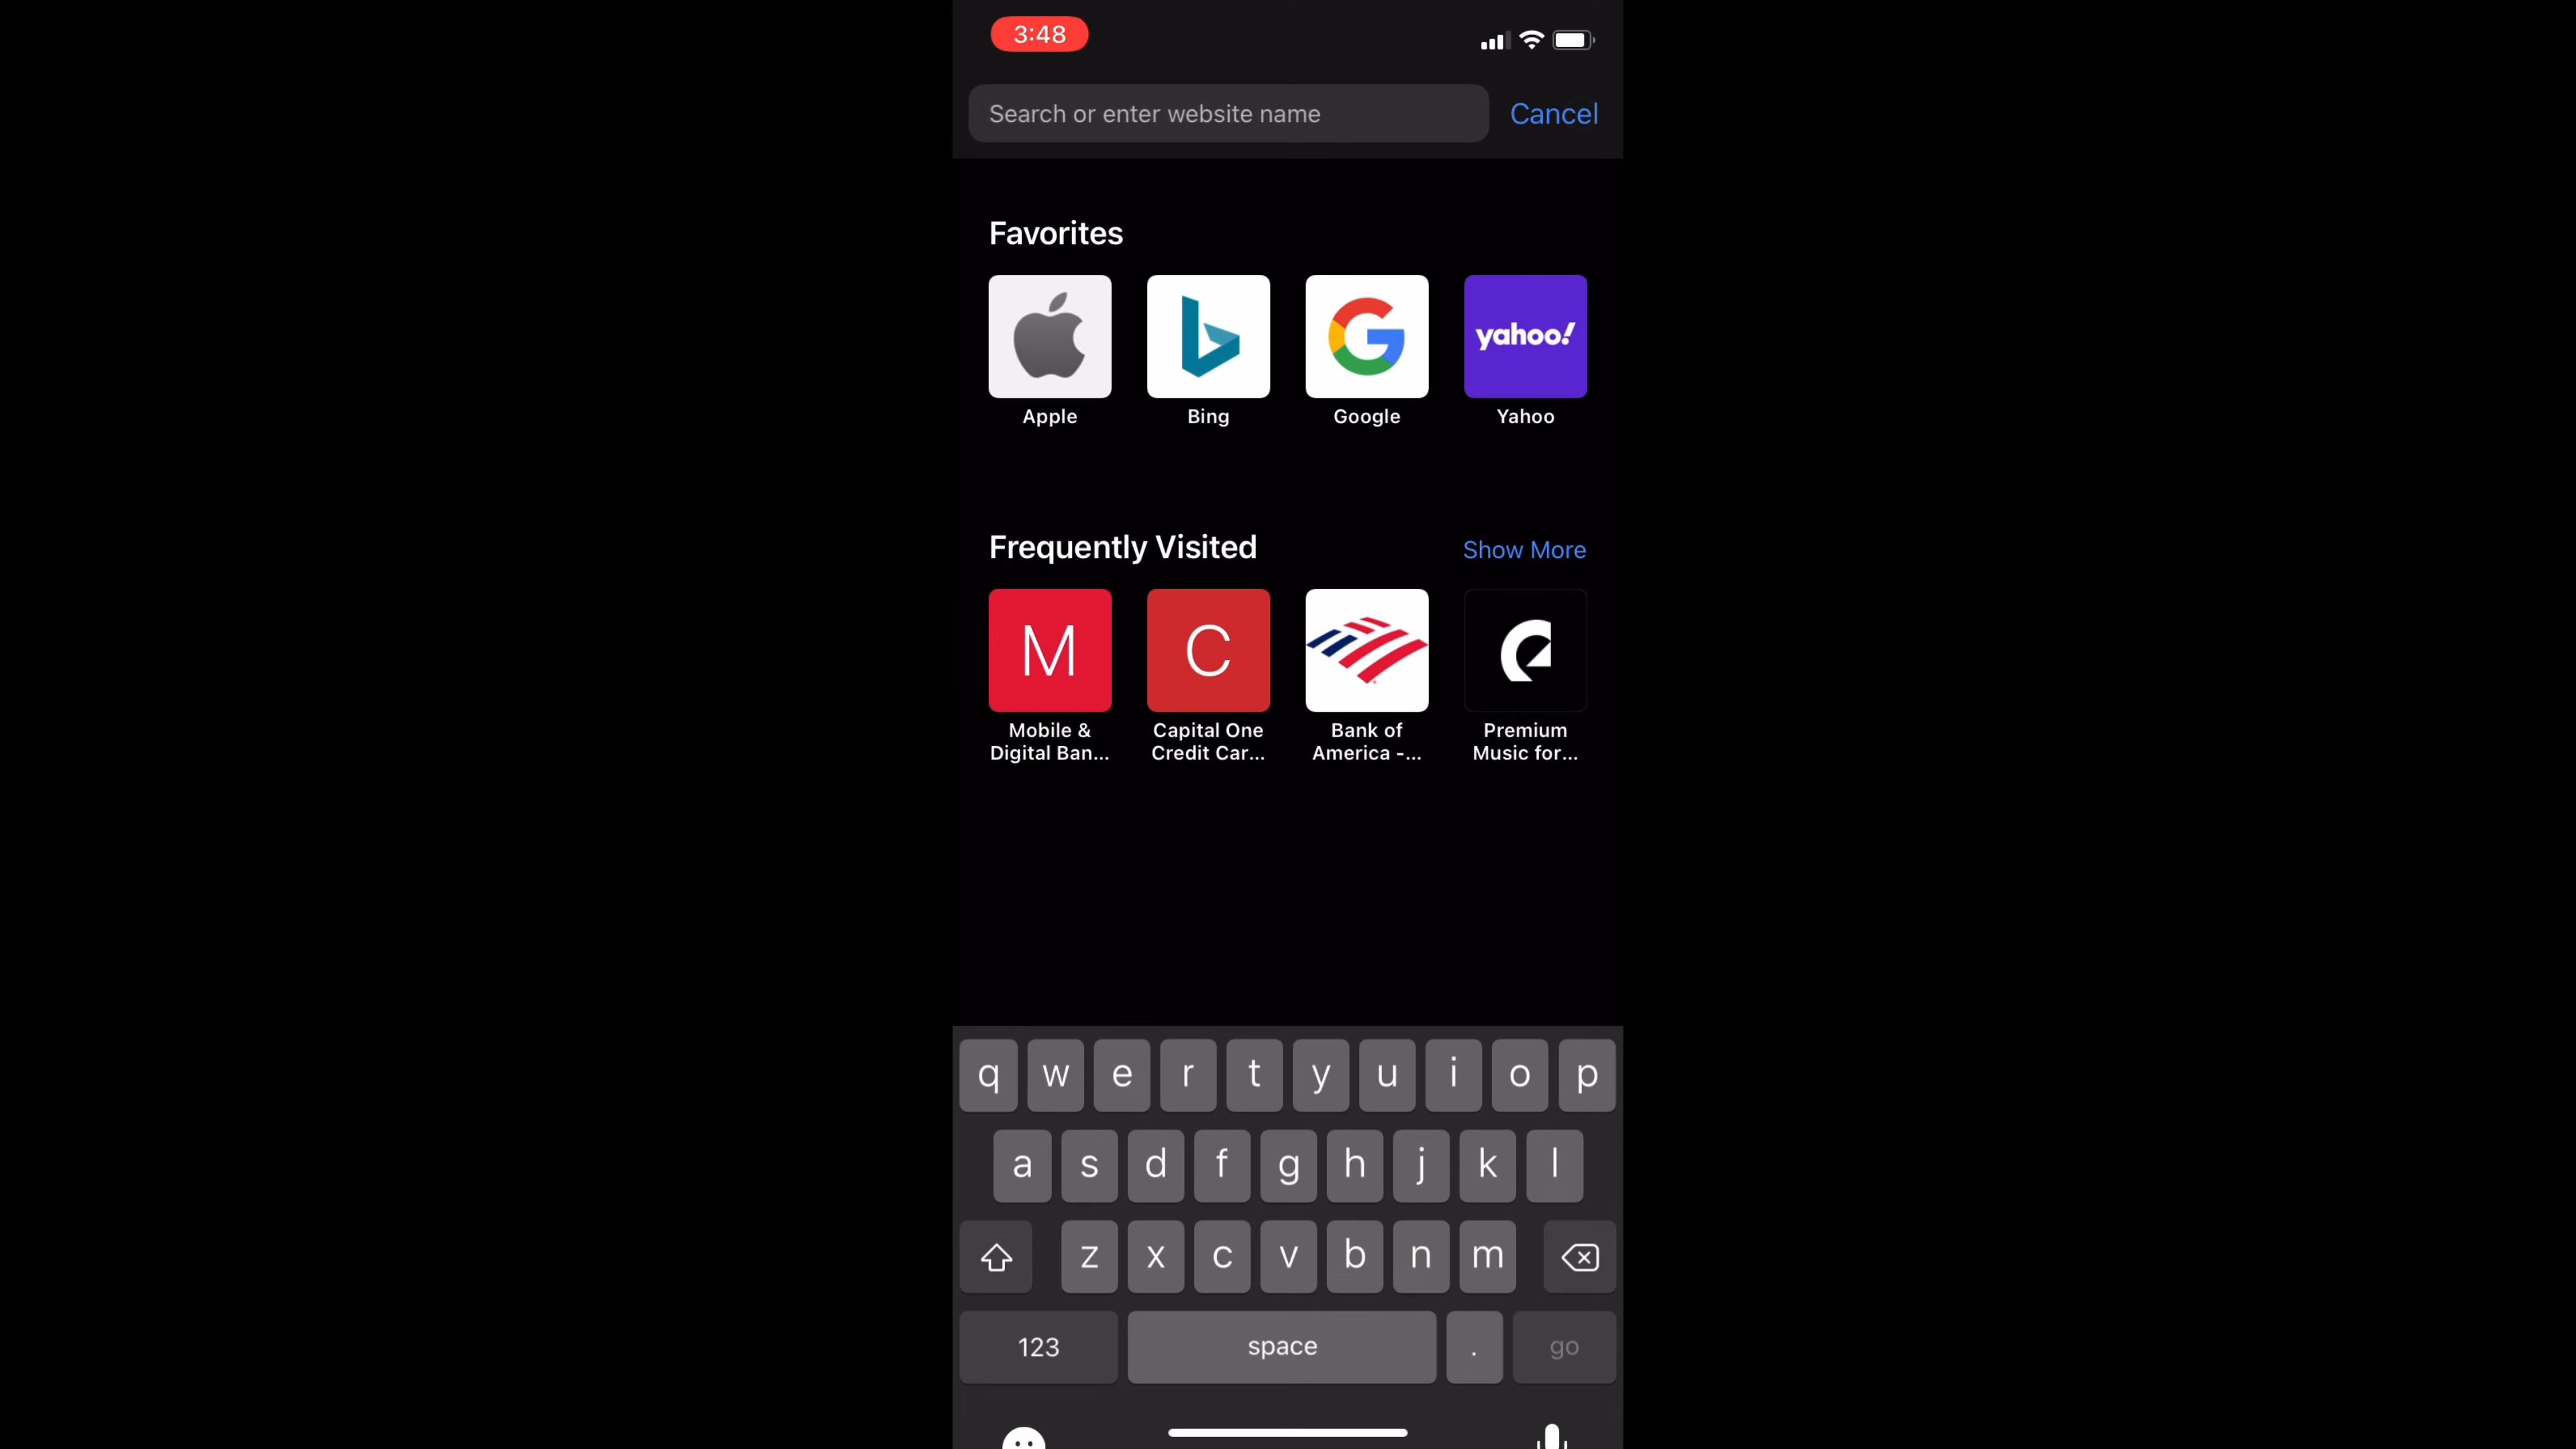 3:48
Search or enter website name Cancel
Favorites
yahoo!
Apple Bing Google Yahoo
Frequently Visited Show More
M C
Mobile & Digital Ban...
Capital One Credit Car...
Bank of America -...
Premium Music for...
q w e r t y u i o p
a s d f g h j k l
z x c v b n m
123 space . go